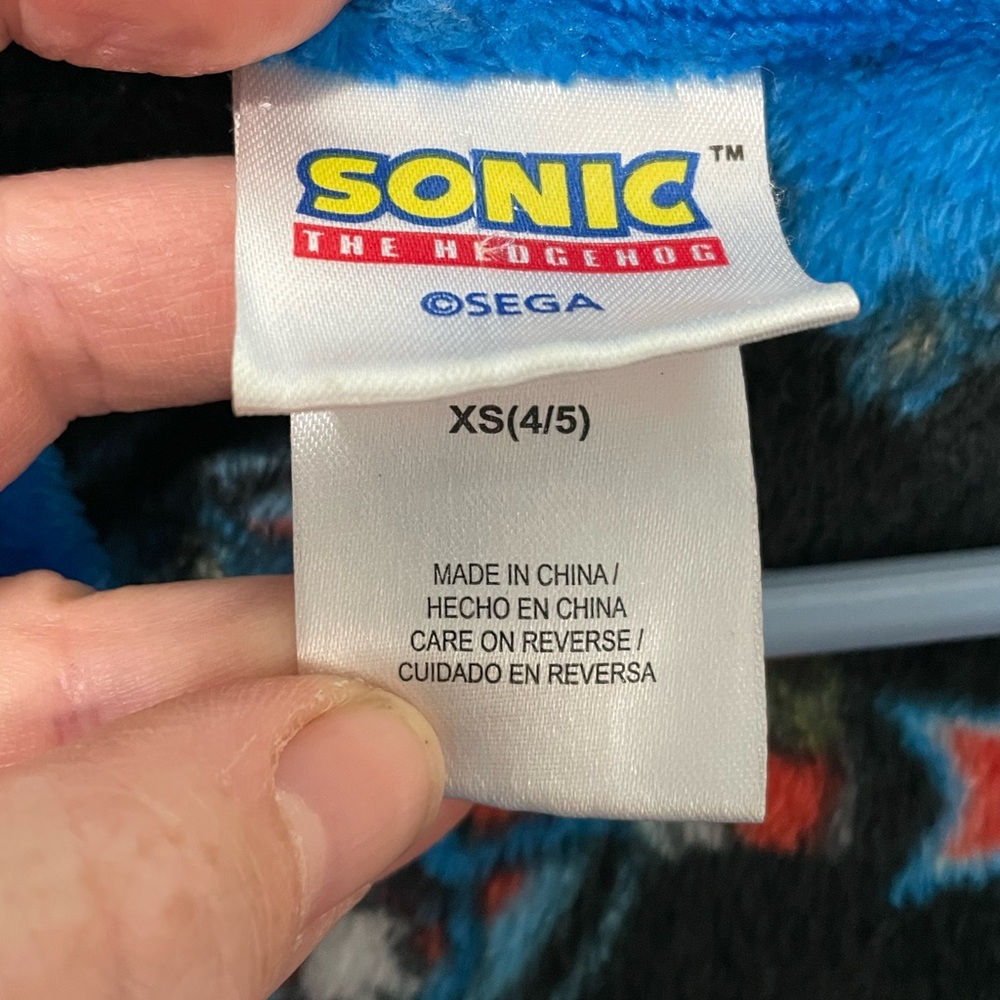 SONIC™
THE HEDGEHOG
©SEGA
XS(4/5)
MADE IN CHINA /
HECHO EN CHINA
CARE ON REVERSE /
CUIDADO EN REVERSA